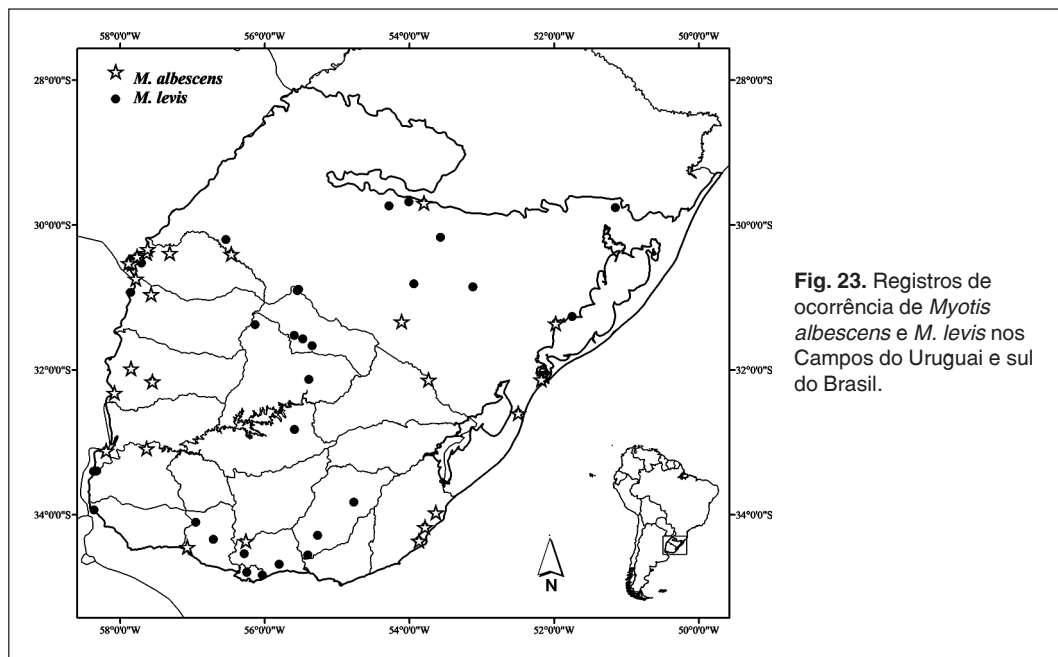 58°0'0"W 56°0'0"W 54°0'0"W 52°0'0"W 50°0'0"W
M. albescens
M. levis
28°0'0"S 28°0'0"S
30°0'0"S 30°0'0"S
32°0'0"S 32°0'0"S
34°0'0"S 34°0'0"S
N
58°0'0"W 56°0'0"W 54°0'0"W 52°0'0"W 50°0'0"W
Fig. 23. Registros de
ocorrência de Myotis
albescens e M. levis nos
Campos do Uruguai e sul
do Brasil.